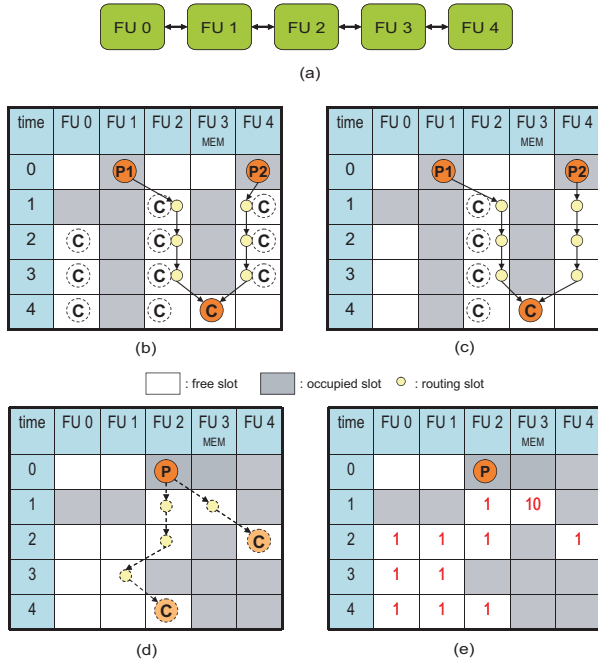 FU 0 FU 1 FU 2 FU 3 FU 4
(a)
time FU 0 FU 1 FU 2 FU 3 MEM FU 4
0 P1 P2
1 C C
2 C C C
3 C C C
4 C C C
(b)
time FU 0 FU 1 FU 2 FU 3 MEM FU 4
0 P1 P2
1 C
2 C
3 C
4 C C
(c)
: free slot : occupied slot : routing slot
time FU 0 FU 1 FU 2 FU 3 MEM FU 4
0 P
1
2 C
3
4 C
(d)
time FU 0 FU 1 FU 2 FU 3 MEM FU 4
0 P
1 1 10
2 1 1 1 1
3 1 1
4 1 1 1
(e)